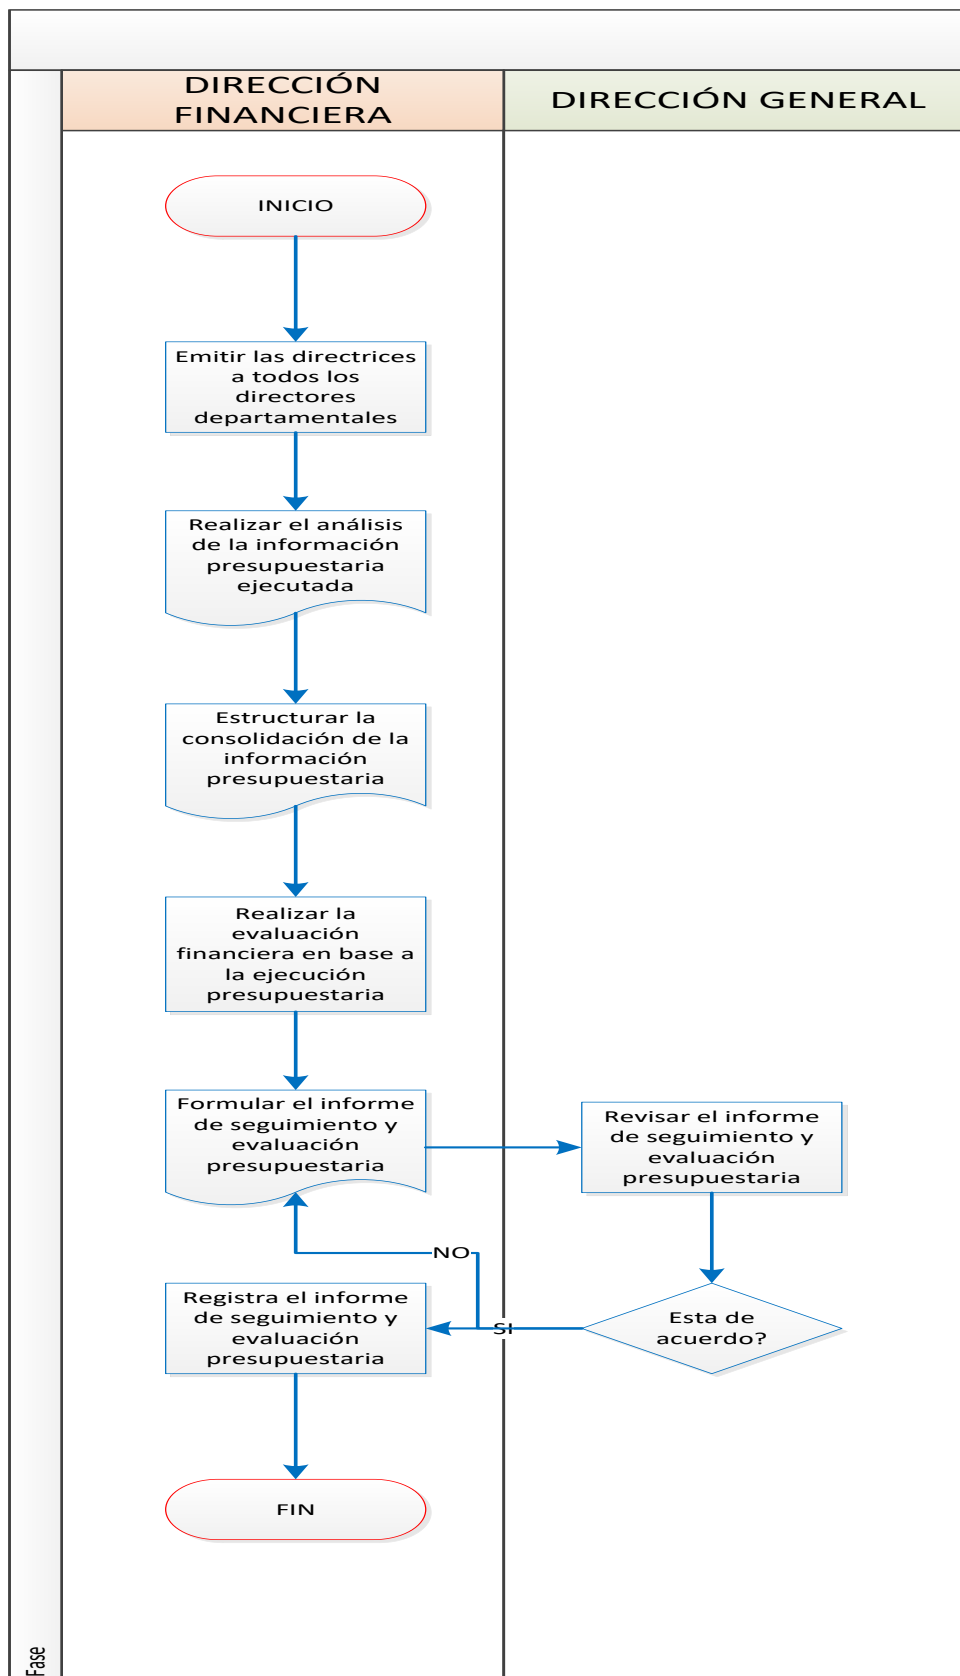 DIRECCIÓN
FINANCIERA
DIRECCIÓN GENERAL
INICIO
Emitir las directrices
a todos los
directores
departamentales
Realizar el análisis
de la información
presupuestaria
ejecutada
Estructurar la
consolidación de la
información
presupuestaria
Realizar la
evaluación
financiera en base a
la ejecución
presupuestaria
Formular el informe
de seguimiento y
evaluación
presupuestaria
Revisar el informe
de seguimiento y
evaluación
presupuestaria
NO
Registra el informe
de seguimiento y
evaluación
presupuestaria
SI
Esta de
acuerdo?
FIN
Fase